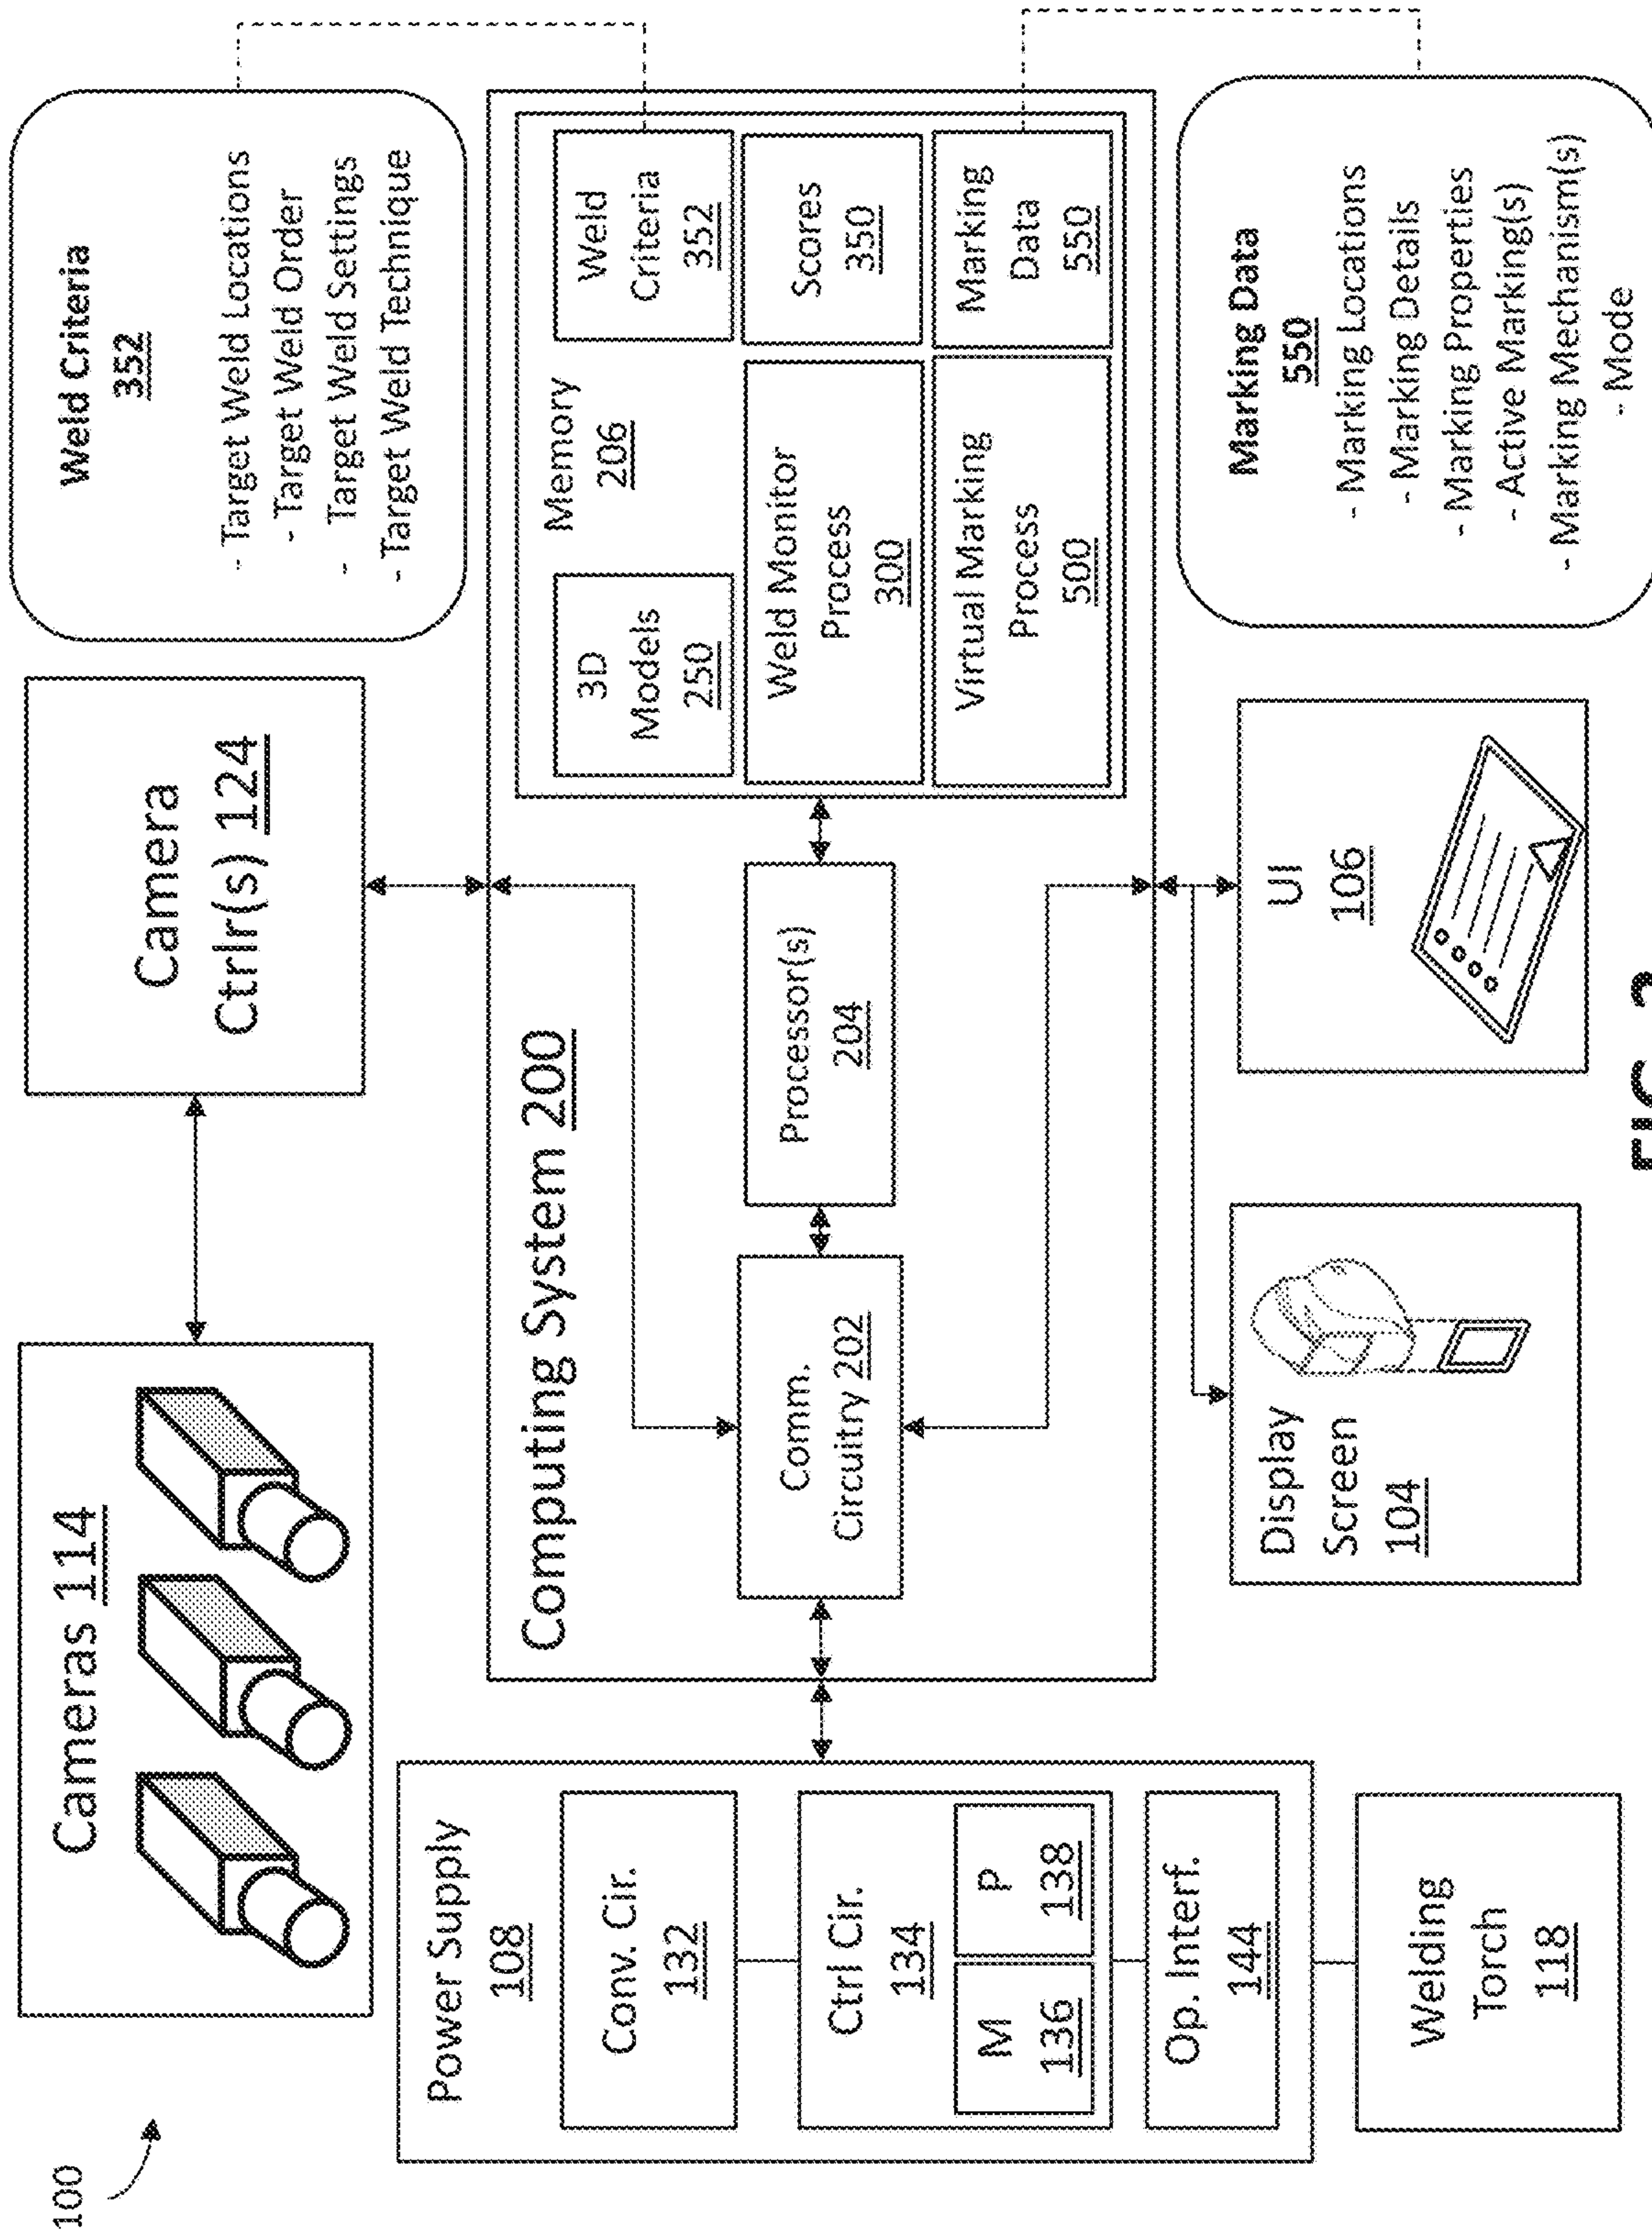 100
Cameras 114
Camera
Ctrlr(s) 124
Weld Criteria
352
- Target Weld Locations
- Target Weld Order
- Target Weld Settings
- Target Weld Technique
Power Supply
108
Conv. Cir.
132
Ctrl Cir.
134
M
136
P
138
Op. Interf.
144
Welding
Torch
118
Computing System 200
Comm.
Circuitry 202
Processor(s)
204
Memory
206
3D
Models
250
Weld
Criteria
352
Weld Monitor
Process
300
Scores
350
Virtual Marking
Process
500
Marking
Data
550
Display
Screen
104
UI
106
Marking Data
550
- Marking Locations
- Marking Details
- Marking Properties
- Active Marking(s)
- Marking Mechanism(s)
- Mode